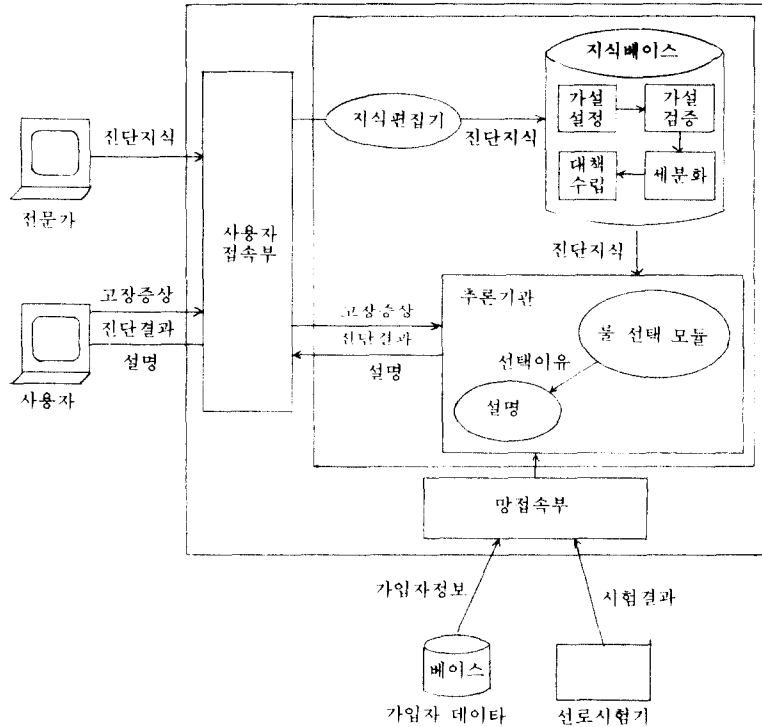 지식베이스
가설
설정
가설
검증
대책
수립
세분화
진단지식
지식편집기
진단지식
전문가
사용자
접속부
진단지식
고장증상
진단결과
설명
사용자
고장증상
진단결과
설명
추론기관
룰 선택 모듈
선택이유
설명
망접속부
가입자정보
시험결과
베이스
가입자 데이타
선로시험기